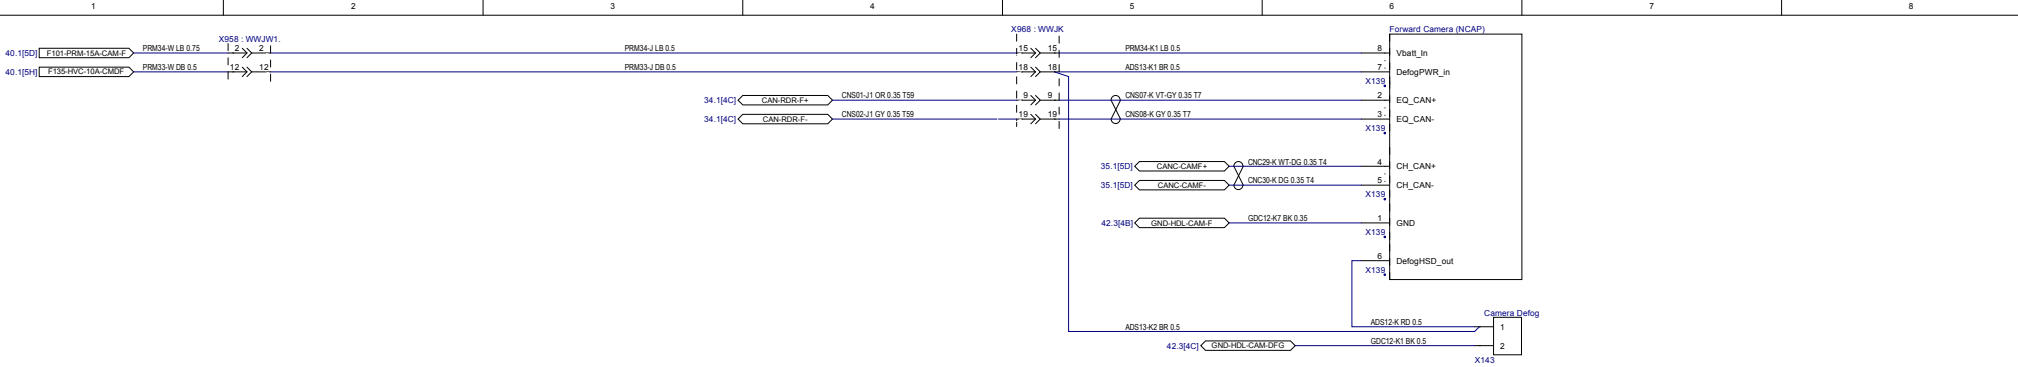 1 2 3 4 5 6 7 8
Forward Camera (NCAP)
X958 : WWJW1. X968 : WWJK
40.1[5D] F101-PRM-15A-CAM-F PRM34-W LB 0.75 2 2 PRM34-J LB 0.5 15 15 PRM34-K1 LB 0.5 8 Vbatt_In
40.1[5H] F135-HVC-10A-CMDF PRM33-W DB 0.5 12 12 PRM33-J DB 0.5 18 18 ADS13-K1 BR 0.5 7 DefogPWR_in
X139
34.1[4C] CAN-RDR-F+ CNS01-J1 OR 0.35 T59 9 9 CNS07-K VT-GY 0.35 T7 2 EQ_CAN+
34.1[4C] CAN-RDR-F- CNS02-J1 GY 0.35 T59 19 19 CNS08-K GY 0.35 T7 3 EQ_CAN-
X139
35.1[5D] CANC-CAMF+ CNC29-K WT-DG 0.35 T4 4 CH_CAN+
35.1[5D] CANC-CAMF- CNC30-K DG 0.35 T4 5 CH_CAN-
X139
42.3[4B] GND-HDL-CAM-F GDC12-K7 BK 0.35 1 GND
X139
6 DefogHSD_out
X139
Camera Defog
ADS13-K2 BR 0.5 ADS12-K RD 0.5 1
42.3[4C] GND-HDL-CAM-DFG GDC12-K1 BK 0.5 2
X143